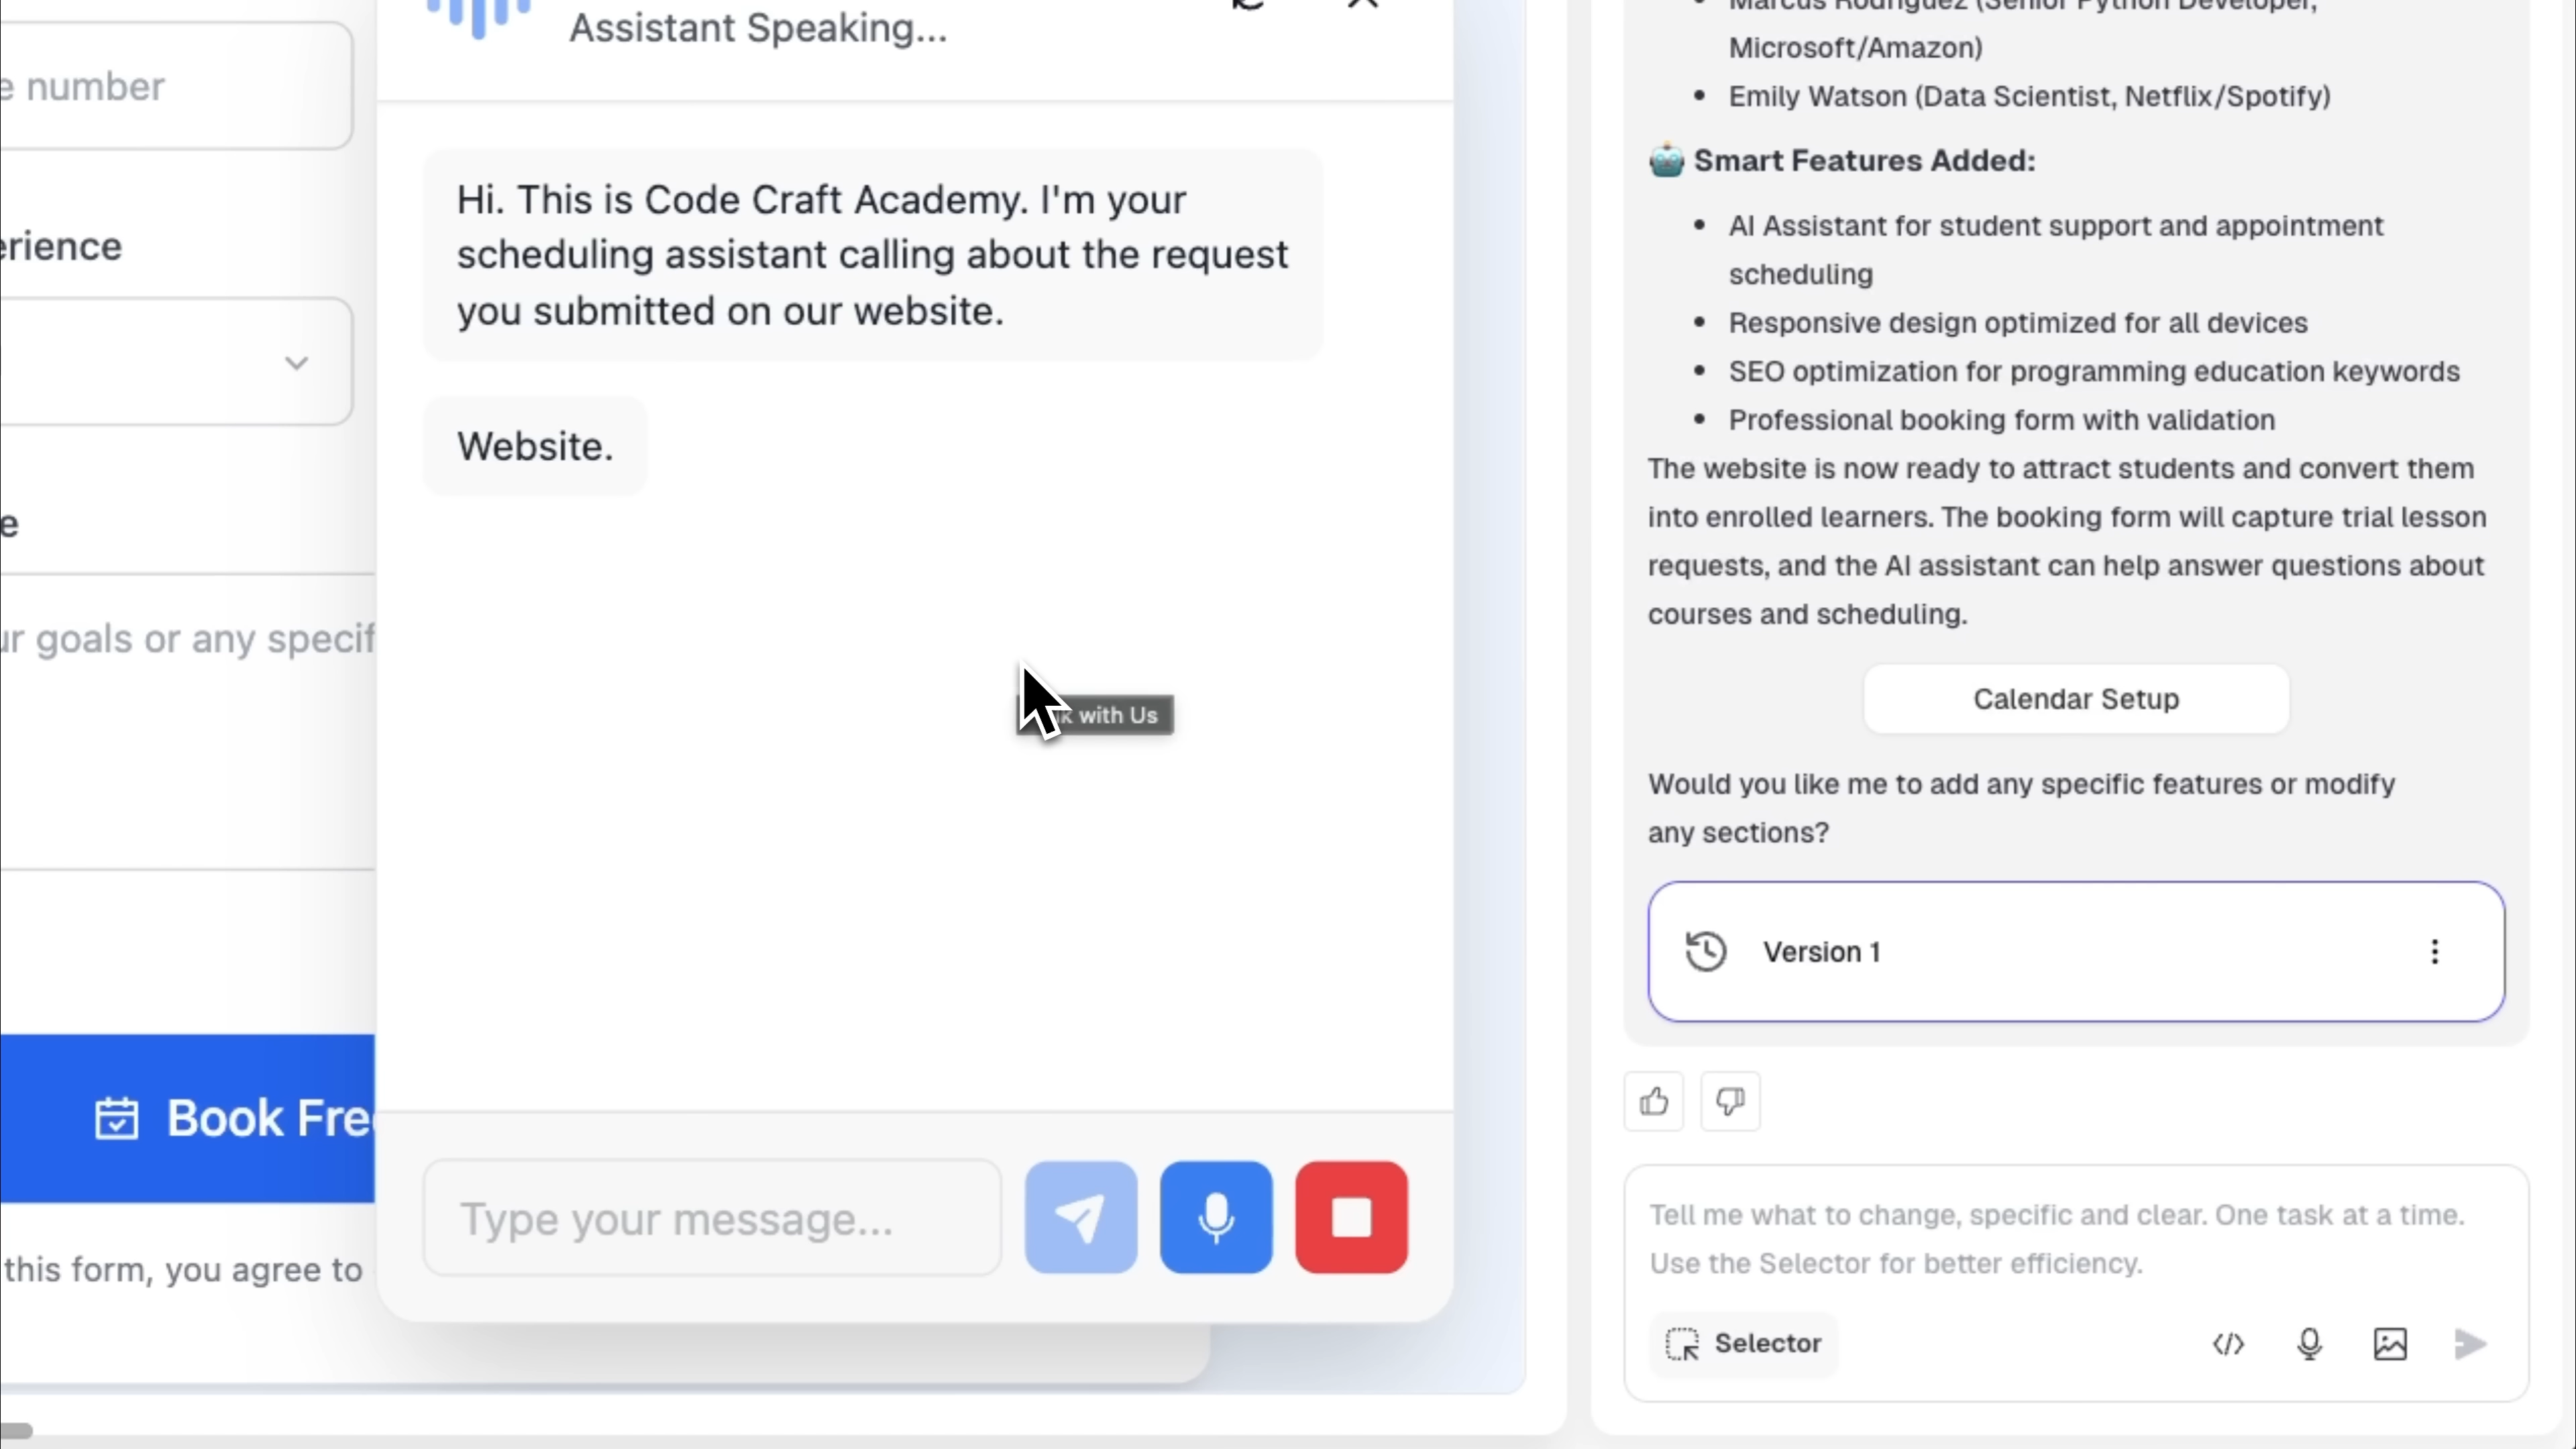 number
erience
e
ur goals or any specif
Book Fre
this form, you agree to
Assistant Speaking...
Hi. This is Code Craft Academy. I'm your
scheduling assistant calling about the request
you submitted on our website.
Website.
with Us
Type your message...
Marcus Rodriguez (Senior Python Developer,
Microsoft/Amazon)
• Emily Watson (Data Scientist, Netflix/Spotify)
🤖 Smart Features Added:
• AI Assistant for student support and appointment
scheduling
• Responsive design optimized for all devices
• SEO optimization for programming education keywords
• Professional booking form with validation
The website is now ready to attract students and convert them
into enrolled learners. The booking form will capture trial lesson
requests, and the AI assistant can help answer questions about
courses and scheduling.
Calendar Setup
Would you like me to add any specific features or modify
any sections?
Version 1
Tell me what to change, specific and clear. One task at a time.
Use the Selector for better efficiency.
Selector